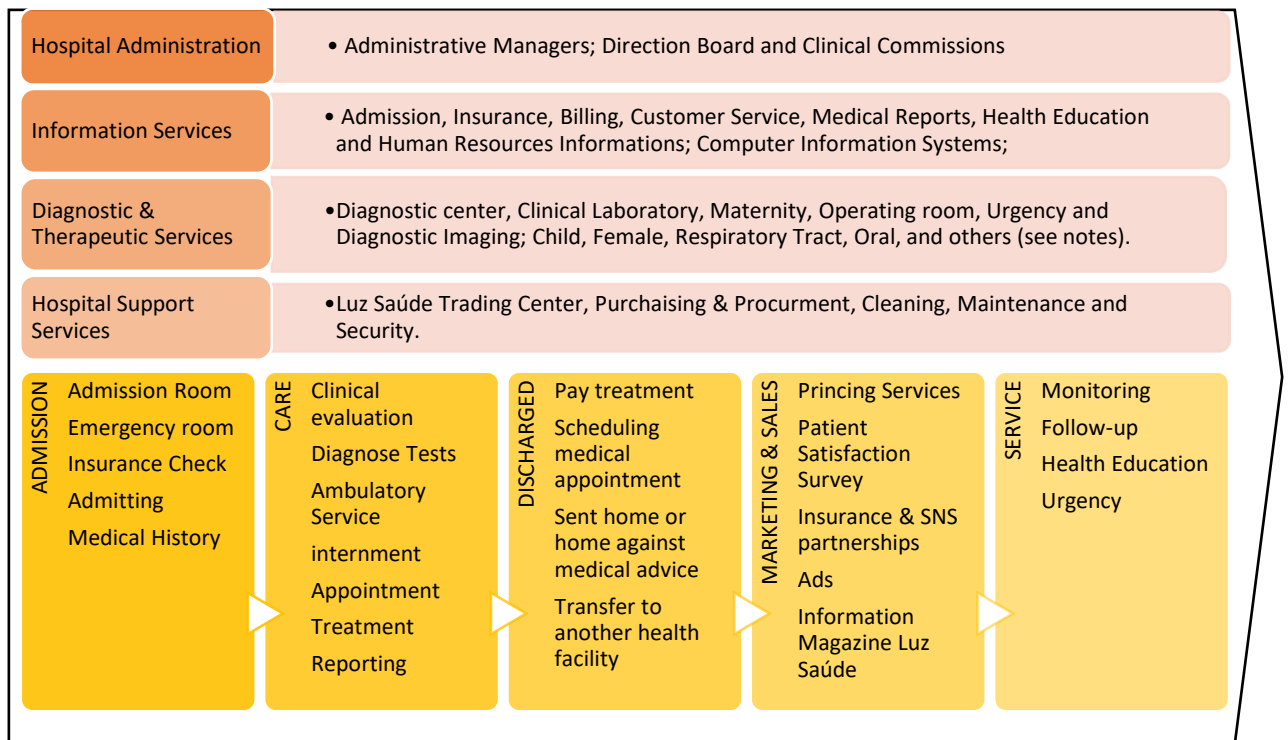 Hospital Administration
• Administrative Managers; Direction Board and Clinical Commissions
Information Services
• Admission, Insurance, Billing, Customer Service, Medical Reports, Health Education
and Human Resources Informations; Computer Information Systems;
Diagnostic &
Therapeutic Services
•Diagnostic center, Clinical Laboratory, Maternity, Operating room, Urgency and
Diagnostic Imaging; Child, Female, Respiratory Tract, Oral, and others (see notes).
Hospital Support
Services
•Luz Saúde Trading Center, Purchaising & Procurment, Cleaning, Maintenance and
Security.
ADMISSION
Admission Room
Emergency room
Insurance Check
Admitting
Medical History
CARE
Clinical
evaluation
Diagnose Tests
Ambulatory
Service
internment
Appointment
Treatment
Reporting
DISCHARGED
Pay treatment
Scheduling
medical
appointment
Sent home or
home against
medical advice
Transfer to
another health
facility
MARKETING & SALES
Princing Services
Patient
Satisfaction
Survey
Insurance & SNS
partnerships
Ads
Information
Magazine Luz
Saúde
SERVICE
Monitoring
Follow-up
Health Education
Urgency